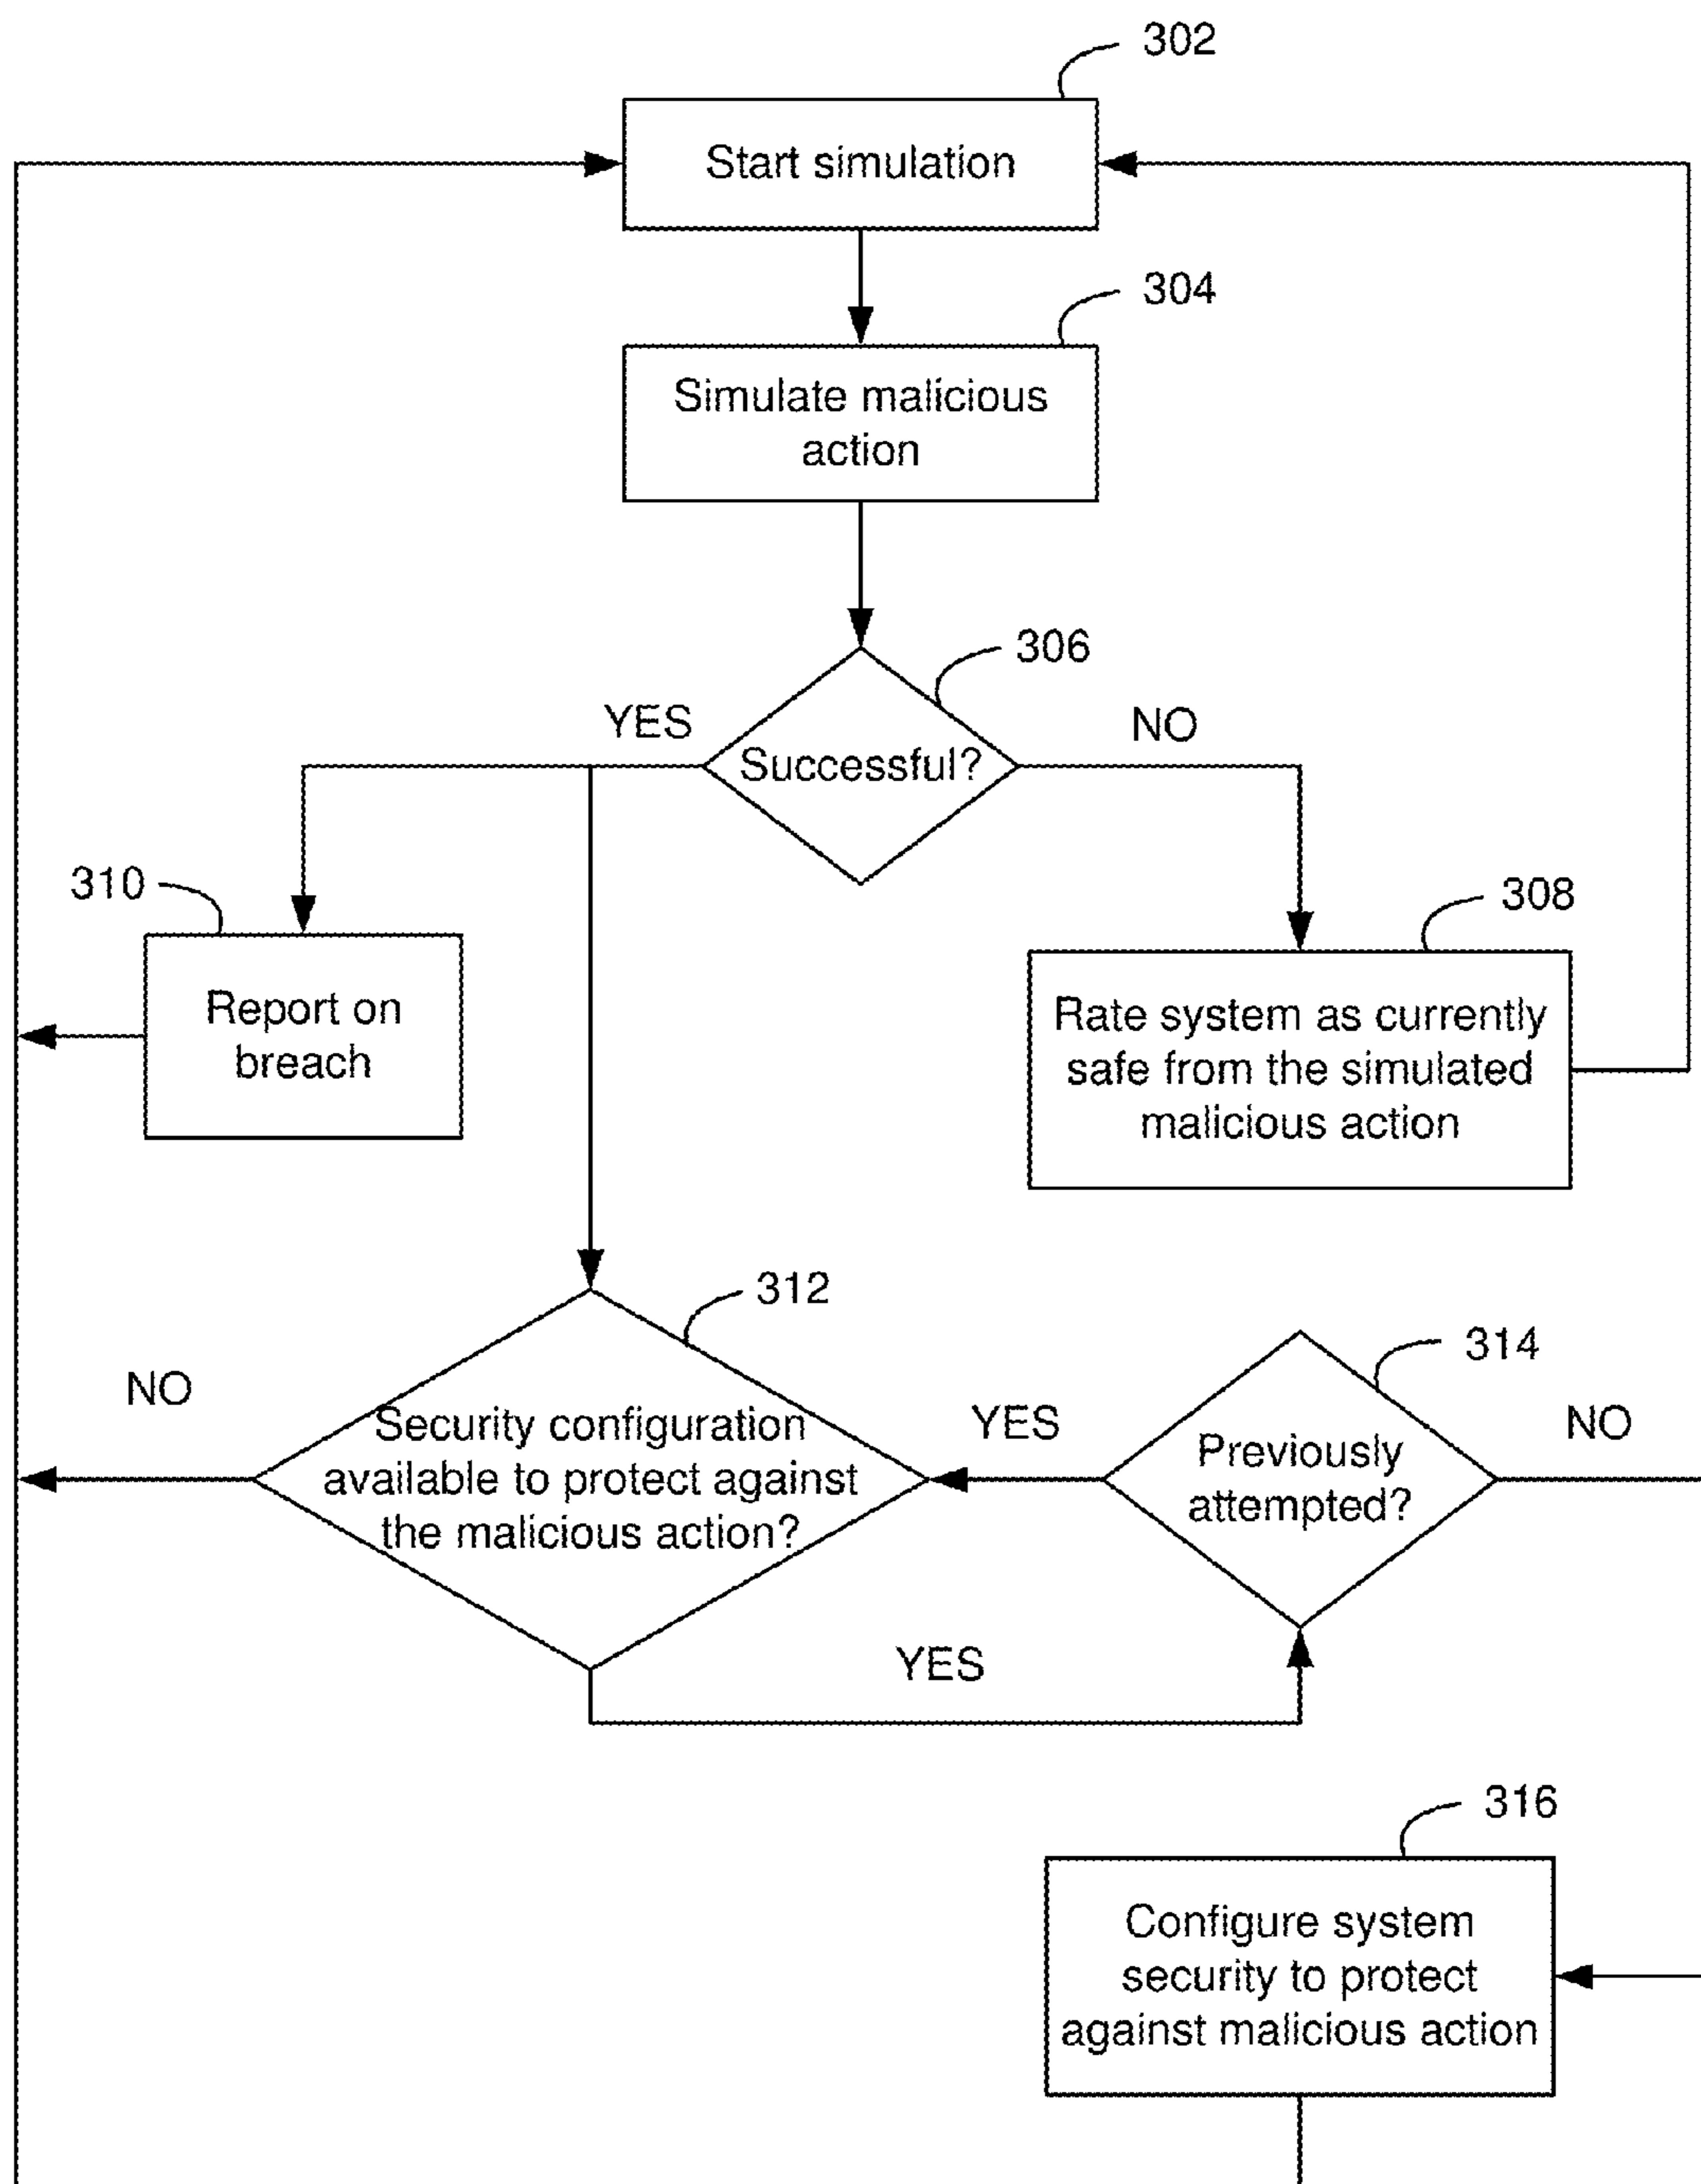 302
Start simulation
304
Simulate malicious
action
306
YES
NO
Successful?
310
308
Report on
breach
Rate system as currently
safe from the simulated
malicious action
312
314
NO
Security configuration
available to protect against
the malicious action?
YES
Previously
attempted?
NO
YES
316
Configure system
security to protect
against malicious action